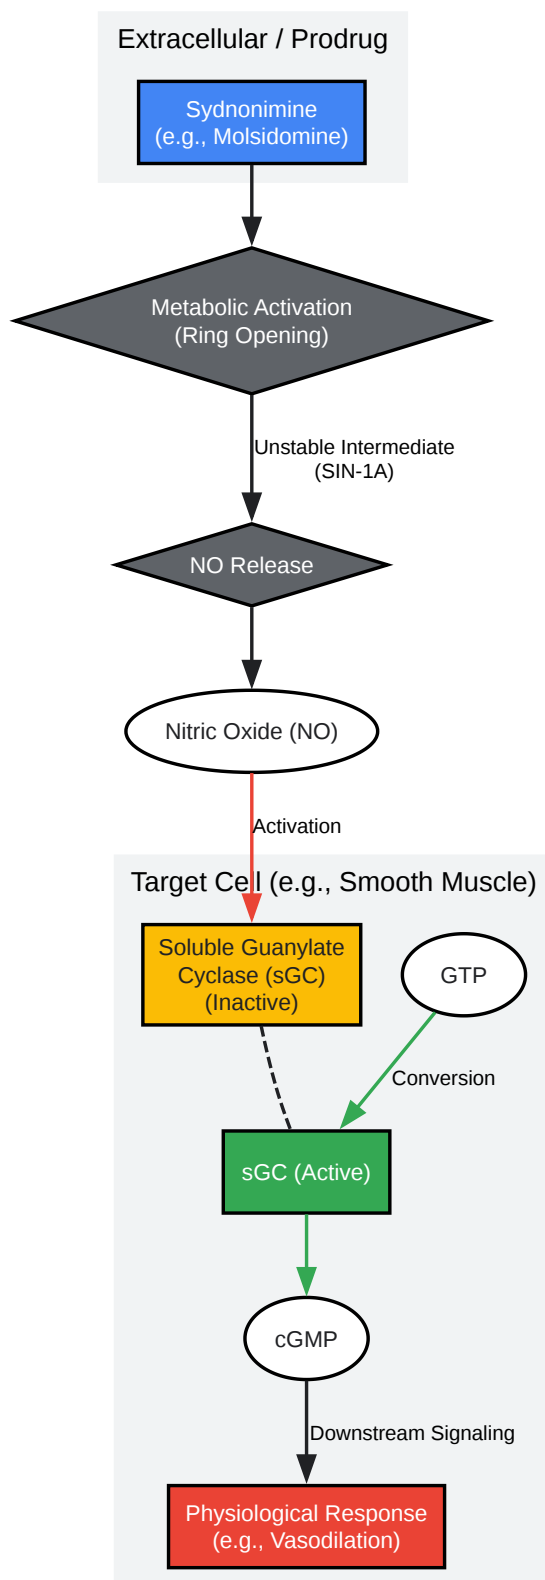 Extracellular / Prodrug
Sydnonimine
(e.g., Molsidomine)
Metabolic Activation
(Ring Opening)
Unstable Intermediate
(SIN-1A)
NO Release
Nitric Oxide (NO)
Activation
Target Cell (e.g., Smooth Muscle)
Soluble Guanylate
Cyclase (sGC)
(Inactive)
GTP
Conversion
sGC (Active)
cGMP
Downstream Signaling
Physiological Response
(e.g., Vasodilation)